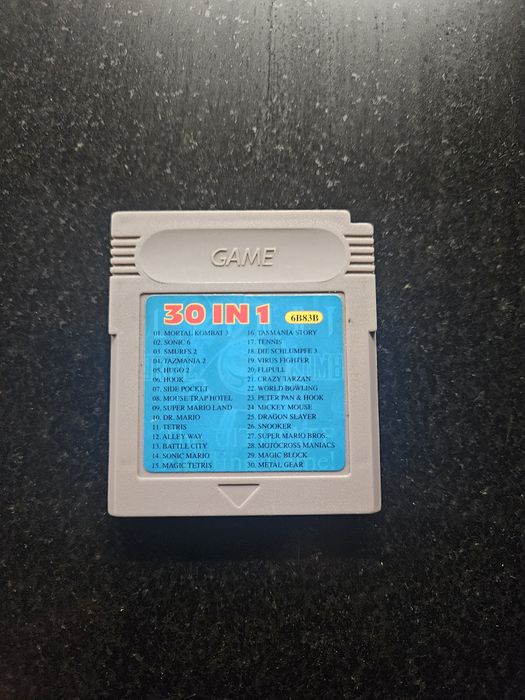 GAME
30 IN 1 6B83B
01. MORTAL KOMBAT 3
02. SONIC 6
03. SMURFS 2
04. TAZMANIA 2
05. HUGO 2
06. HOOK
07. SIDE POCKET
08. MOUSE TRAP HOTEL
09. SUPER MARIO LAND
10. DR. MARIO
11. TETRIS
12. ALLEY WAY
13. BATTLE CITY
14. SONIC MARIO
15. MAGIC TETRIS
16. TASMANIA STORY
17. TENNIS
18. DIE SCHLUMPFE 3
19. VIRUS FIGHTER
20. FLIPULL
21. CRAZY TARZAN
22. WORLD BOWLING
23. PETER PAN & HOOK
24. MICKEY MOUSE
25. DRAGON SLAYER
26. SNOOKER
27. SUPER MARIO BROS..
28. MOTOCROSS MANIACS
29. MAGIC BLOCK
30. METAL GEAR